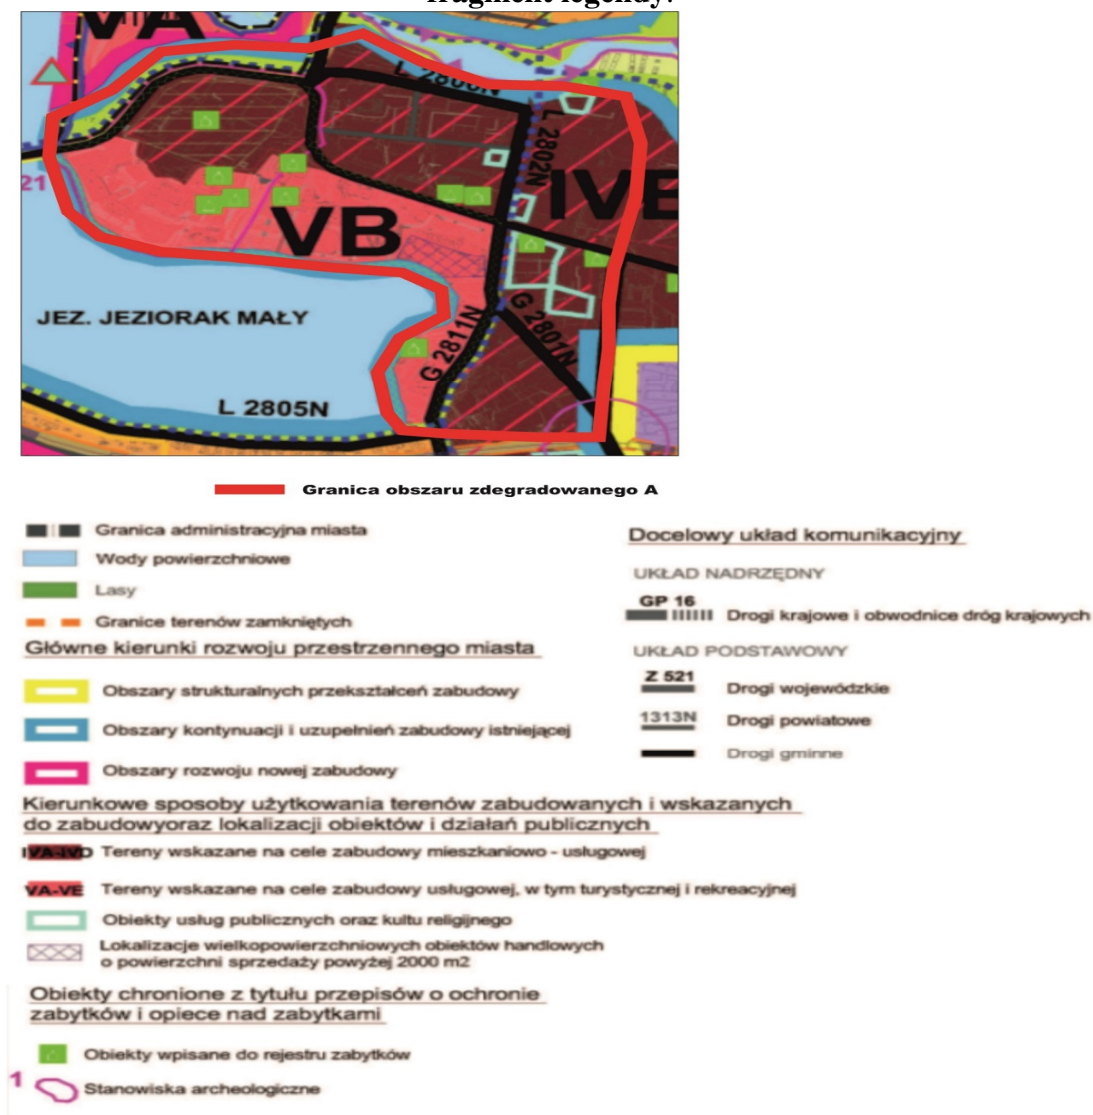 fragment legendy:
VA
L 2806N
L 2802N
IVB
21
VB
JEZ. JEZIORAK MAŁY
G 2811N
G 2801N
L 2805N
Granica obszaru zdegradowanego A
Granica administracyjna miasta
Wody powierzchniowe
Lasy
Granice terenów zamkniętych
Główne kierunki rozwoju przestrzennego miasta
Obszary strukturalnych przekształceń zabudowy
Obszary kontynuacji i uzupełnień zabudowy istniejącej
Obszary rozwoju nowej zabudowy
Kierunkowe sposoby użytkowania terenów zabudowanych i wskazanych
do zabudowyoraz lokalizacji obiektów i działań publicznych
IVA-IVD Tereny wskazane na cele zabudowy mieszkaniowo - usługowej
VA-VE Tereny wskazane na cele zabudowy usługowej, w tym turystycznej i rekreacyjnej
Obiekty usług publicznych oraz kultu religijnego
Lokalizacje wielkopowierzchniowych obiektów handlowych
o powierzchni sprzedaży powyżej 2000 m2
Obiekty chronione z tytułu przepisów o ochronie
zabytków i opiece nad zabytkami
Obiekty wpisane do rejestru zabytków
1 Stanowiska archeologiczne
Docelowy układ komunikacyjny
UKŁAD NADRZĘDNY
GP 16
Drogi krajowe i obwodnice dróg krajowych
UKŁAD PODSTAWOWY
Z 521
Drogi wojewódzkie
1313N
Drogi powiatowe
Drogi gminne